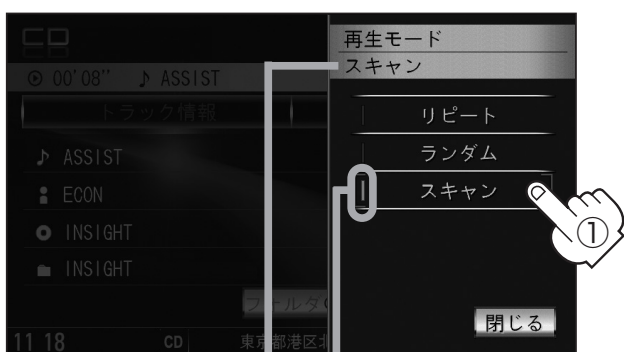 CD
再生モード
スキャン
00'08'' ASSIST
トラック情報
リピート
ASSIST
ランダム
ECON
スキャン
①
INSIGHT
INSIGHT
フォルダ
閉じる
11 18
CD
東京都港区北